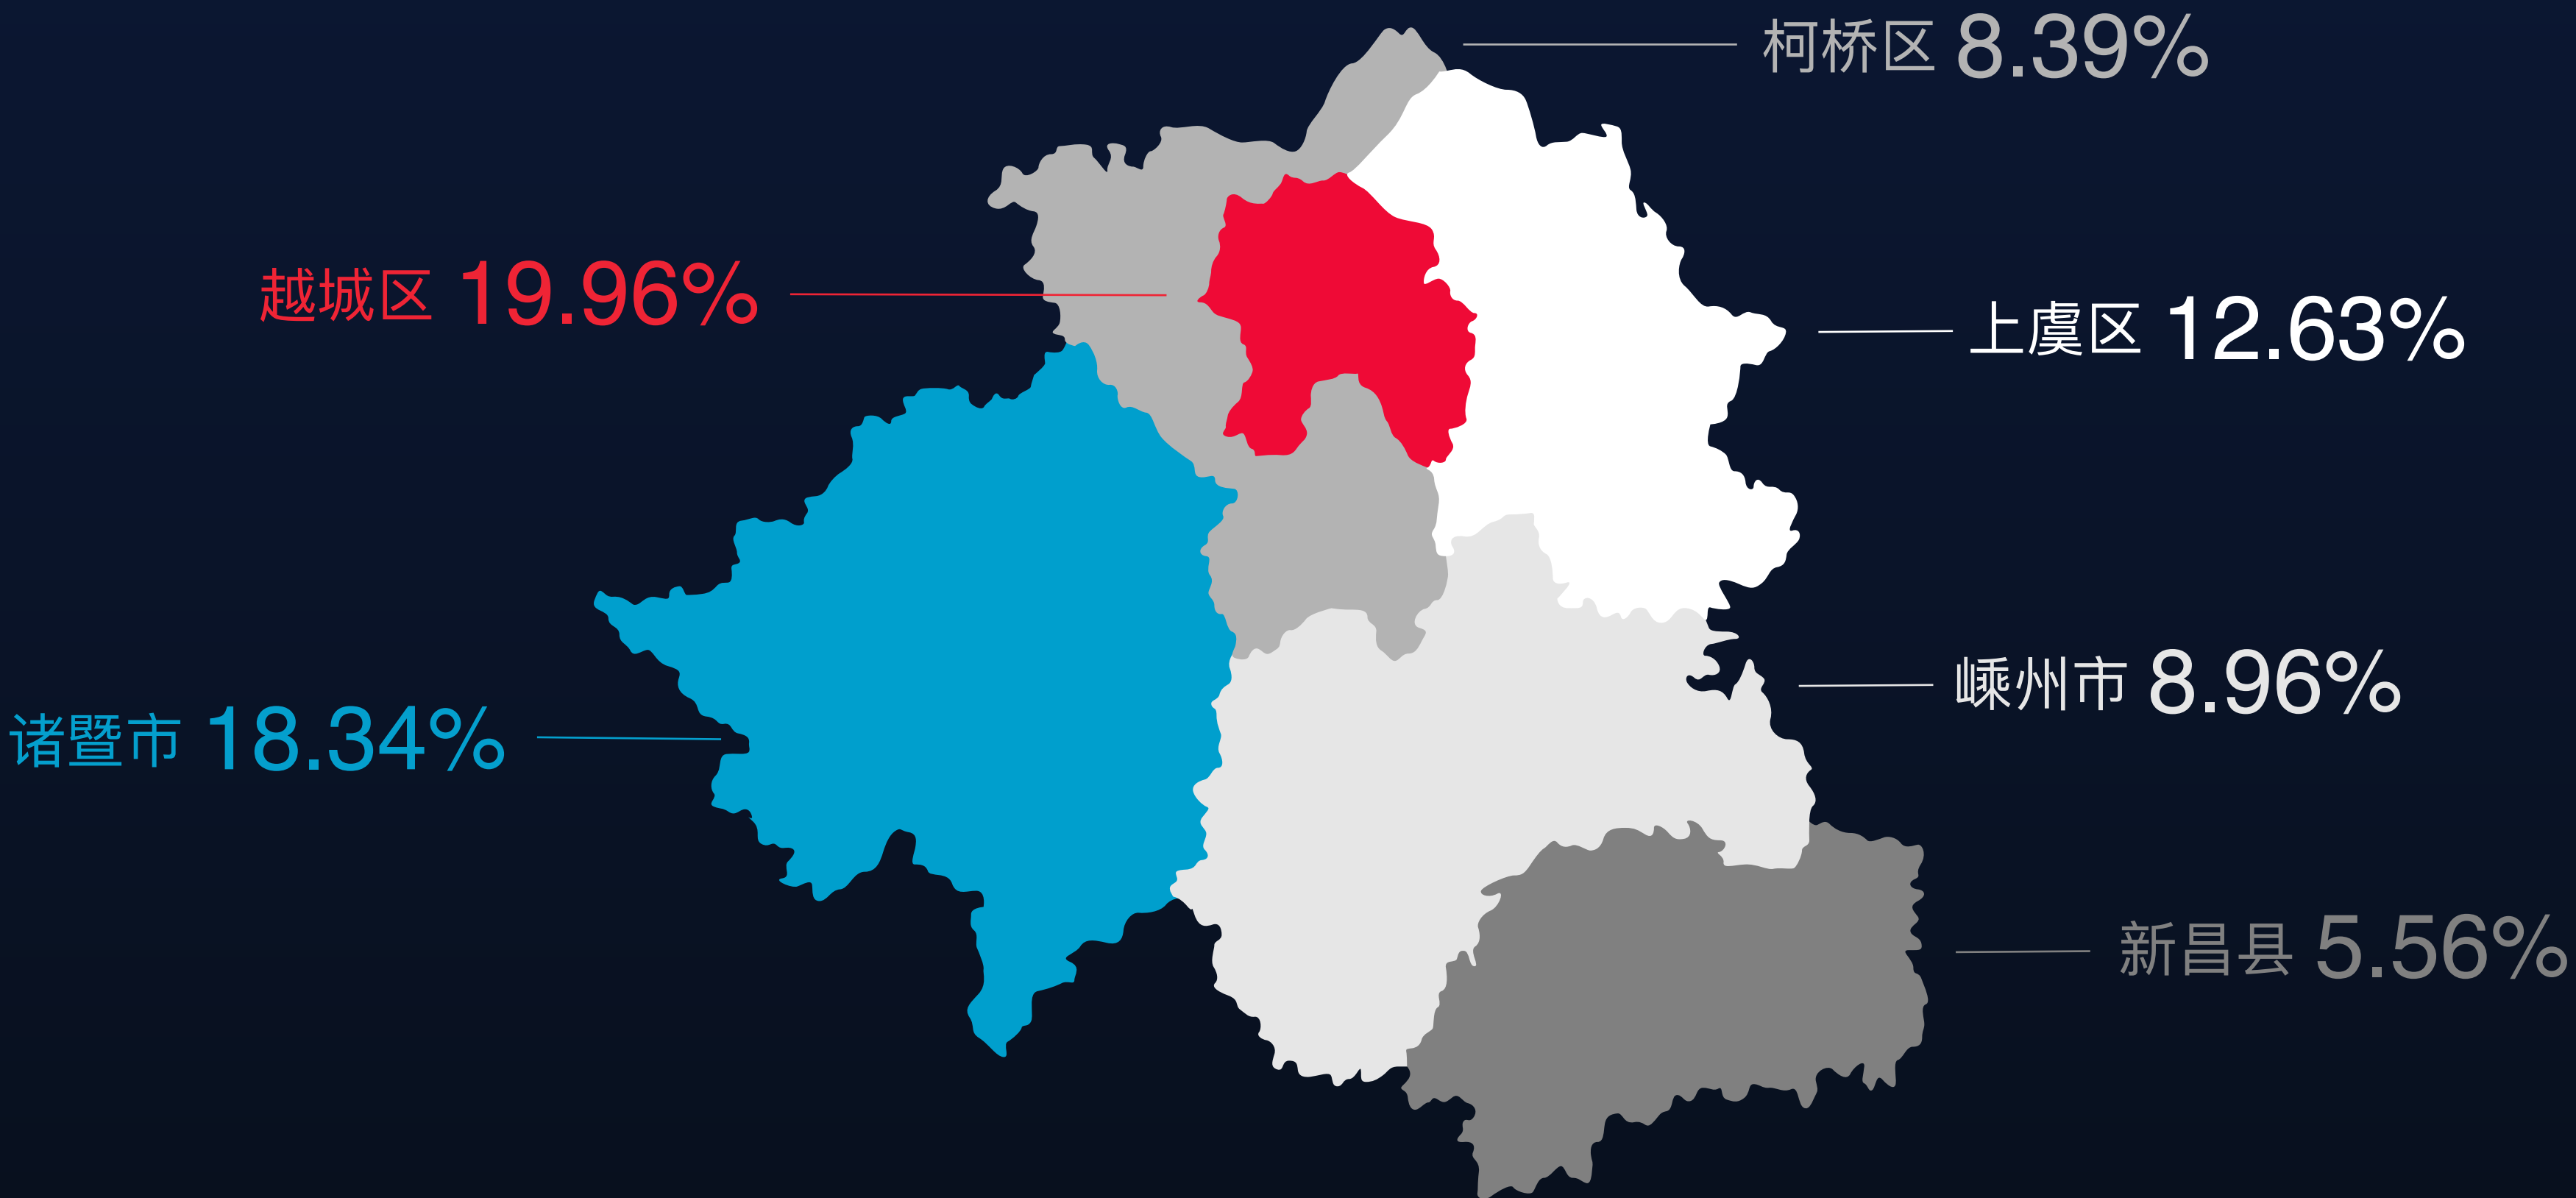 柯桥区 8.39%
越城区 19.96%
上虞区 12.63%
嵊州市 8.96%
诸暨市 18.34%
新昌县 5.56%